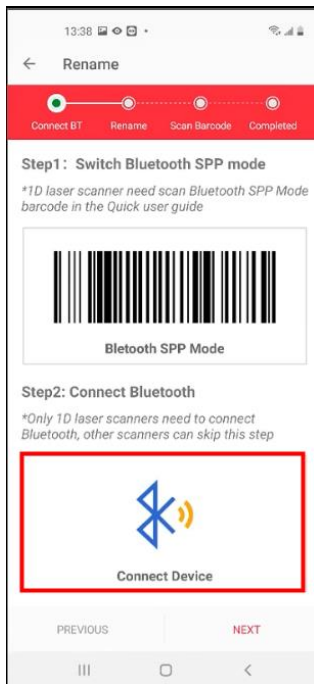 13:38
Rename
Connect BT Rename Scan Barcode Completed
Step1: Switch Bluetooth SPP mode
*1D laser scanner need scan Bluetooth SPP Mode
barcode in the Quick user guide
Bletooth SPP Mode
Step2: Connect Bluetooth
*Only 1D laser scanners need to connect
Bluetooth, other scanners can skip this step
Connect Device
PREVIOUS NEXT